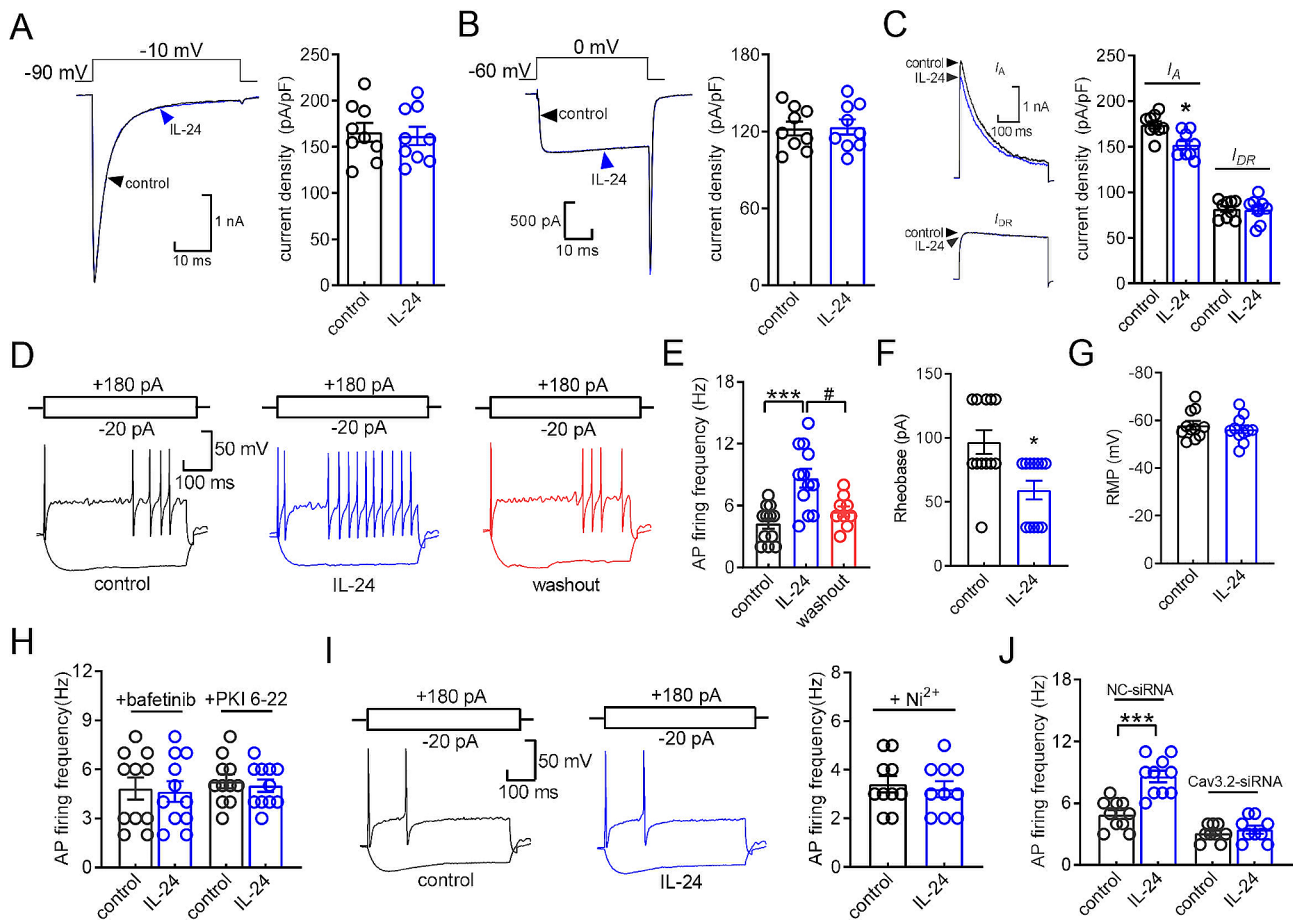 A
-10 mV
-90 mV
IL-24
control
1 nA
10 ms
current density (pA/pF)
250
200
150
100
50
0
control
IL-24
B
0 mV
-60 mV
control
IL-24
500 pA
10 ms
current density (pA/pF)
180
120
60
0
control
IL-24
C
control
IL-24
IA
1 nA
100 ms
IDR
control
IL-24
current density (pA/pF)
250
200
150
100
50
0
IA
*
IDR
control
IL-24
control
IL-24
D
+180 pA
-20 pA
50 mV
100 ms
control
+180 pA
-20 pA
IL-24
+180 pA
-20 pA
washout
E
AP firing frequency (Hz)
18
12
6
0
***
#
control
IL-24
washout
F
Rheobase (pA)
150
100
50
0
*
control
IL-24
G
RMP (mV)
-80
-60
-40
-20
0
control
IL-24
H
AP firing frequency(Hz)
12
9
6
3
0
+bafetinib
+PKI 6-22
control
IL-24
control
IL-24
I
+180 pA
-20 pA
50 mV
100 ms
control
+180 pA
-20 pA
IL-24
AP firing frequency(Hz)
8
6
4
2
0
+ Ni2+
control
IL-24
J
AP firing frequency (Hz)
18
12
6
0
NC-siRNA
***
Cav3.2-siRNA
control
IL-24
control
IL-24